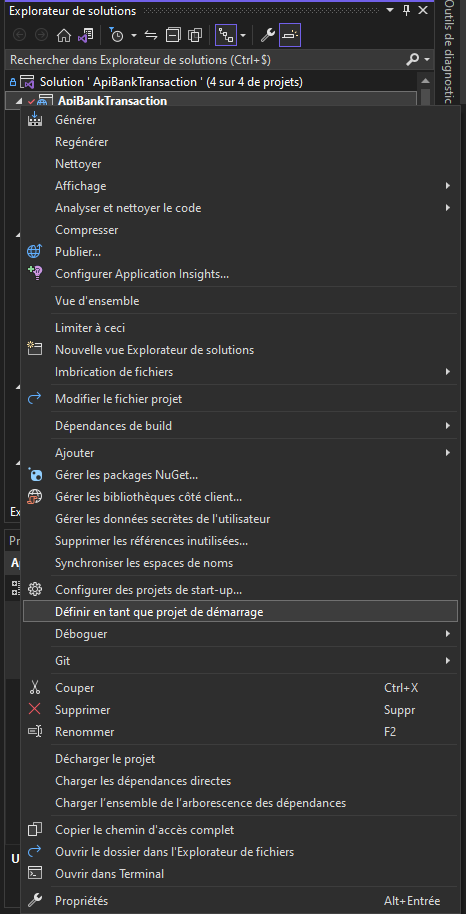 Explorateur de solutions
Outils de diagnostic
Rechercher dans Explorateur de solutions (Ctrl+$)
Solution ' ApiBankTransaction ' (4 sur 4 de projets)
ApiBankTransaction
Générer
Regénérer
Nettoyer
Affichage
Analyser et nettoyer le code
Compresser
Publier...
Configurer Application Insights...
Vue d'ensemble
Limiter à ceci
Nouvelle vue Explorateur de solutions
Imbrication de fichiers
Modifier le fichier projet
Dépendances de build
Ajouter
Gérer les packages NuGet...
Gérer les bibliothèques côté client...
Gérer les données secrètes de l'utilisateur
Supprimer les références inutilisées...
Synchroniser les espaces de noms
Configurer des projets de start-up...
Définir en tant que projet de démarrage
Déboguer
Git
Couper Ctrl+X
Supprimer Suppr
Renommer F2
Décharger le projet
Charger les dépendances directes
Charger l'ensemble de l'arborescence des dépendances
Copier le chemin d'accès complet
Ouvrir le dossier dans l'Explorateur de fichiers
Ouvrir dans Terminal
Propriétés Alt+Entrée